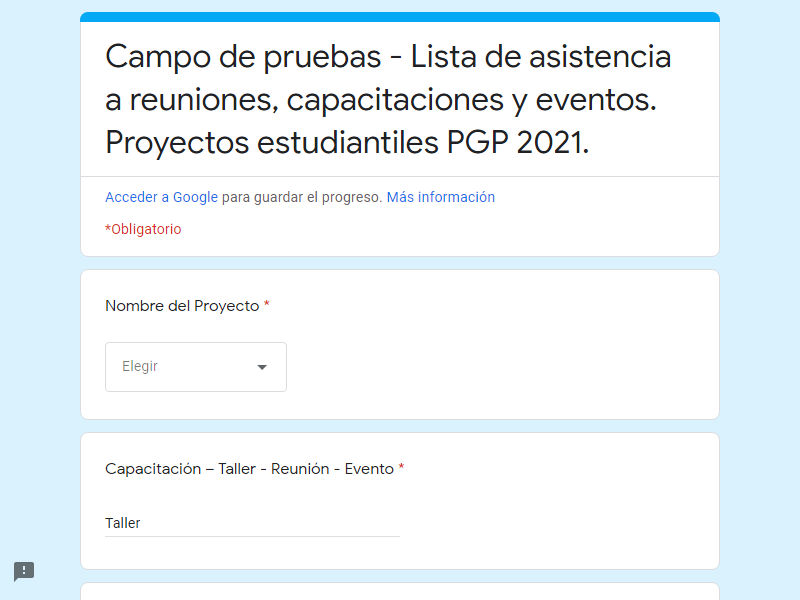 Campo de pruebas - Lista de asistencia
a reuniones, capacitaciones y eventos.
Proyectos estudiantiles PGP 2021.
Acceder a Google para guardar el progreso. Más información
*Obligatorio
Nombre del Proyecto *
Elegir
Capacitación – Taller - Reunión - Evento *
Taller